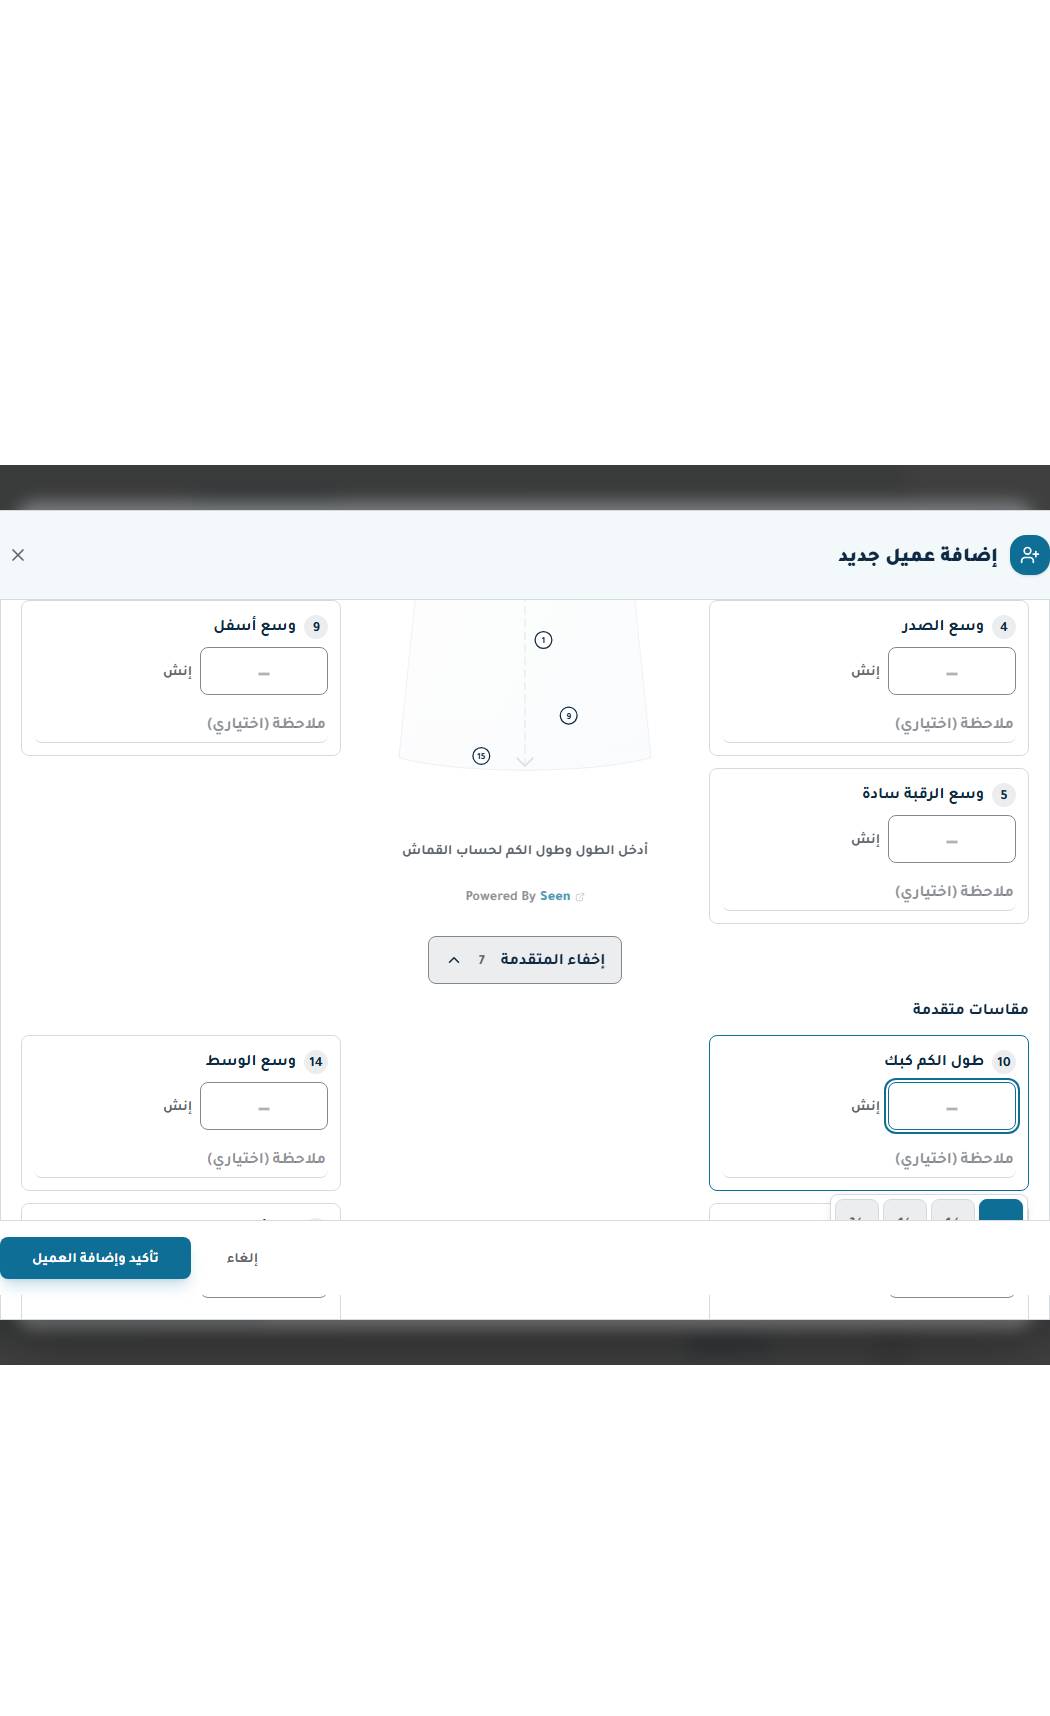 إضافة عميل جديد
4 وسع الصدر
إنش
ملاحظة (اختياري)
5 وسع الرقبة سادة
إنش
ملاحظة (اختياري)
1
9
15
أدخل الطول وطول الكم لحساب القماش
Powered By Seen
إخفاء المتقدمة 7
9 وسع أسفل
إنش
ملاحظة (اختياري)
مقاسات متقدمة
10 طول الكم كبك
إنش
ملاحظة (اختياري)
14 وسع الوسط
إنش
ملاحظة (اختياري)
إلغاء
تأكيد وإضافة العميل